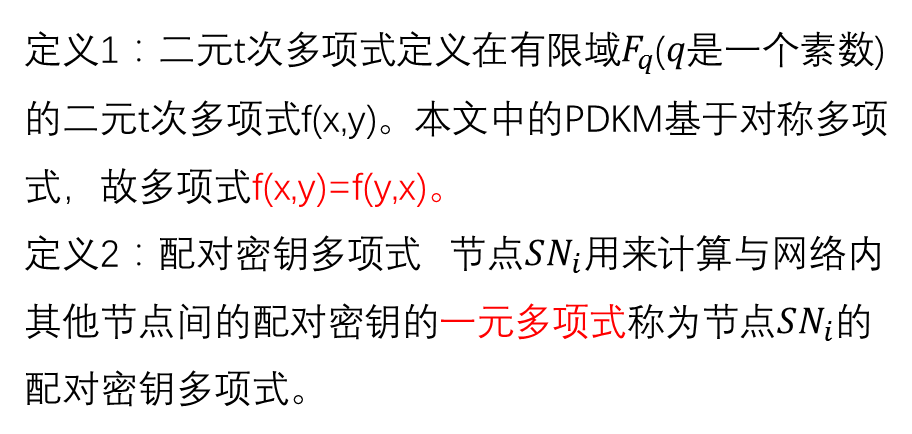 定义1：二元t次多项式定义在有限域F_q(q是一个素数)
的二元t次多项式f(x,y)。本文中的PDKM基于对称多项
式，故多项式f(x,y)=f(y,x)。
定义2：配对密钥多项式 节点SN_i用来计算与网络内
其他节点间的配对密钥的一元多项式称为节点SN_i的
配对密钥多项式。